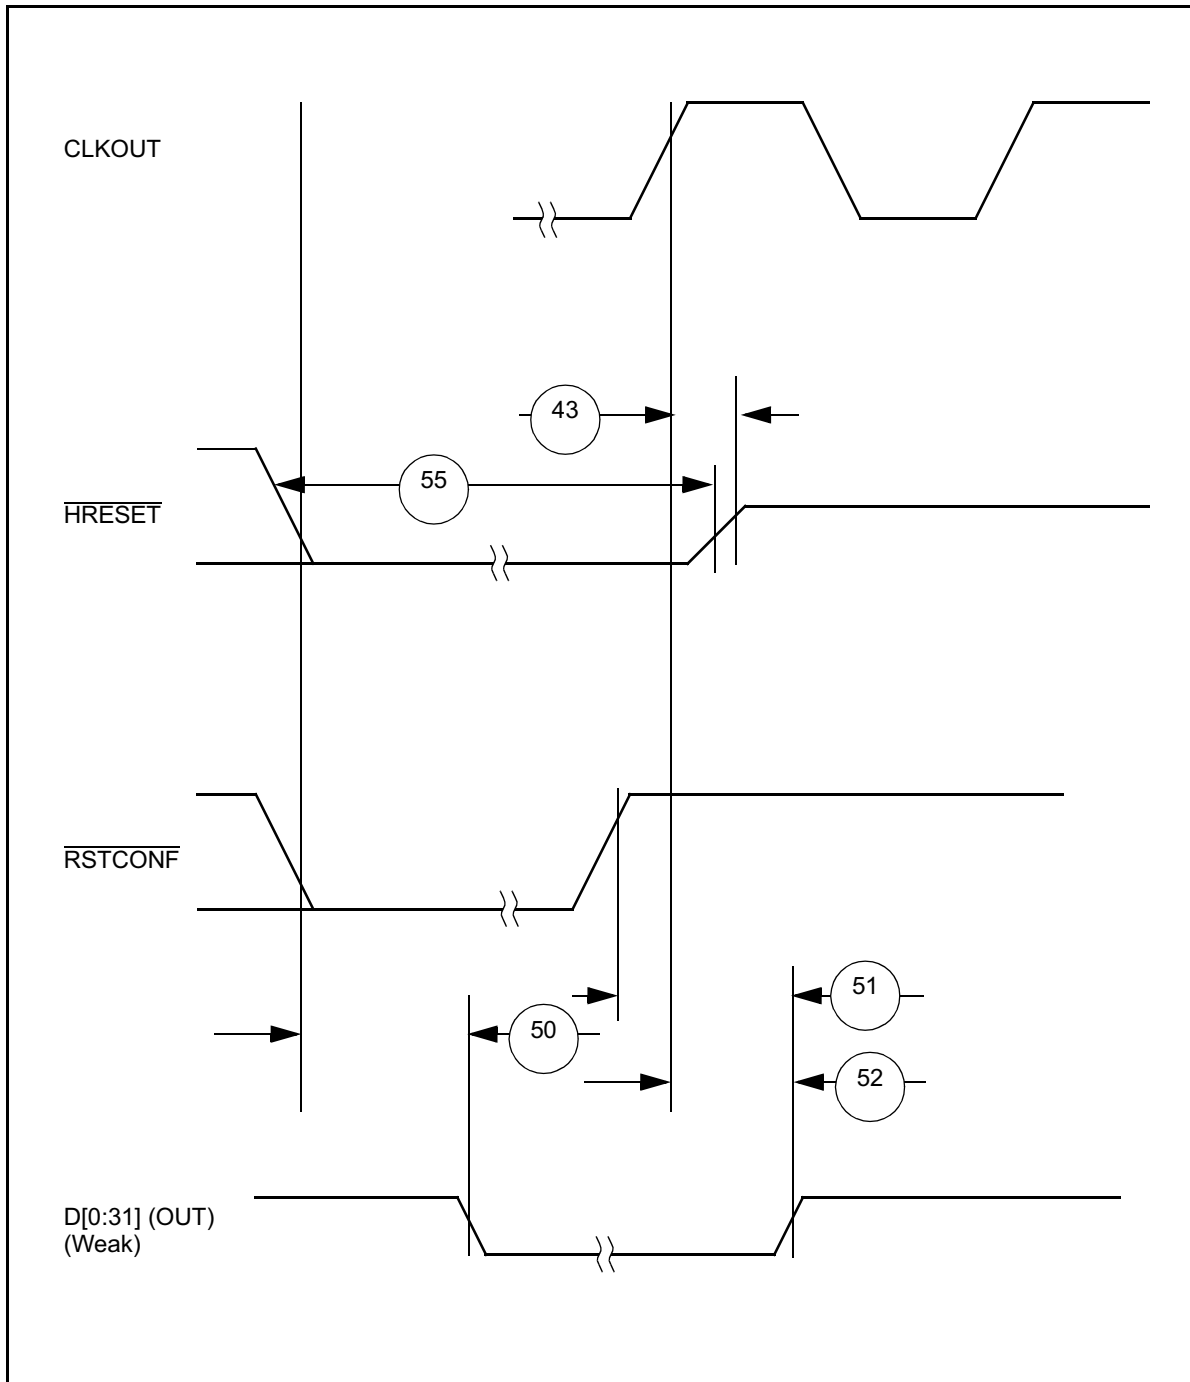 CLKOUT
43
55
HRESET
RSTCONF
51
50
52
D[0:31] (OUT)
(Weak)